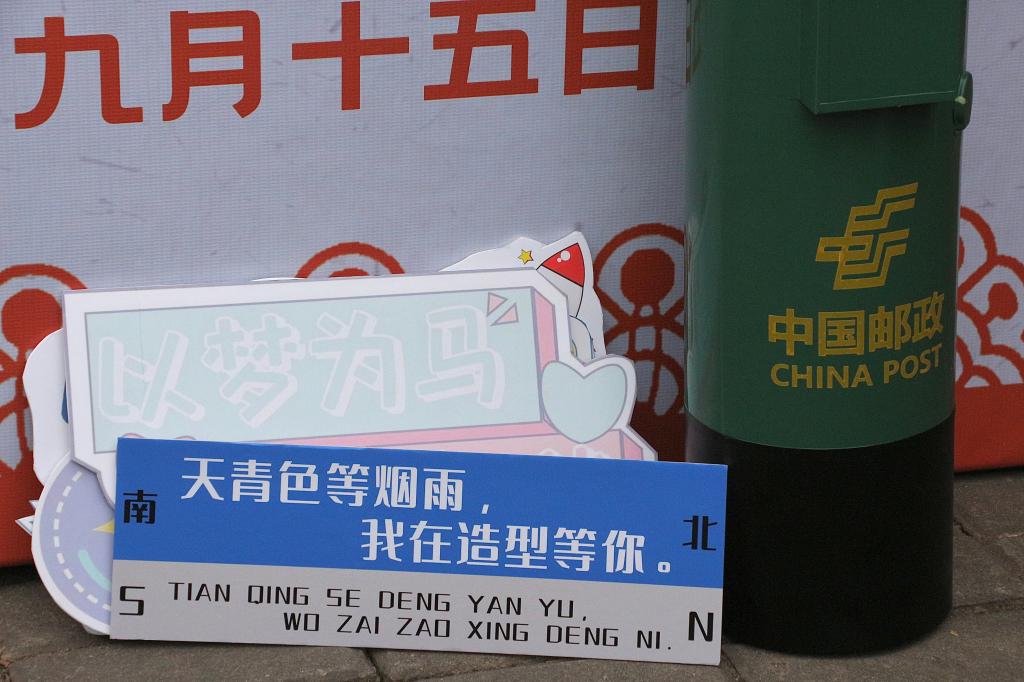 九月十五日
中国邮政
CHINA POST
以梦为马
天青色等烟雨，
我在造型等你。
南
北
S
N
TIAN QING SE DENG YAN YU,
WO ZAI ZAO XING DENG NI.